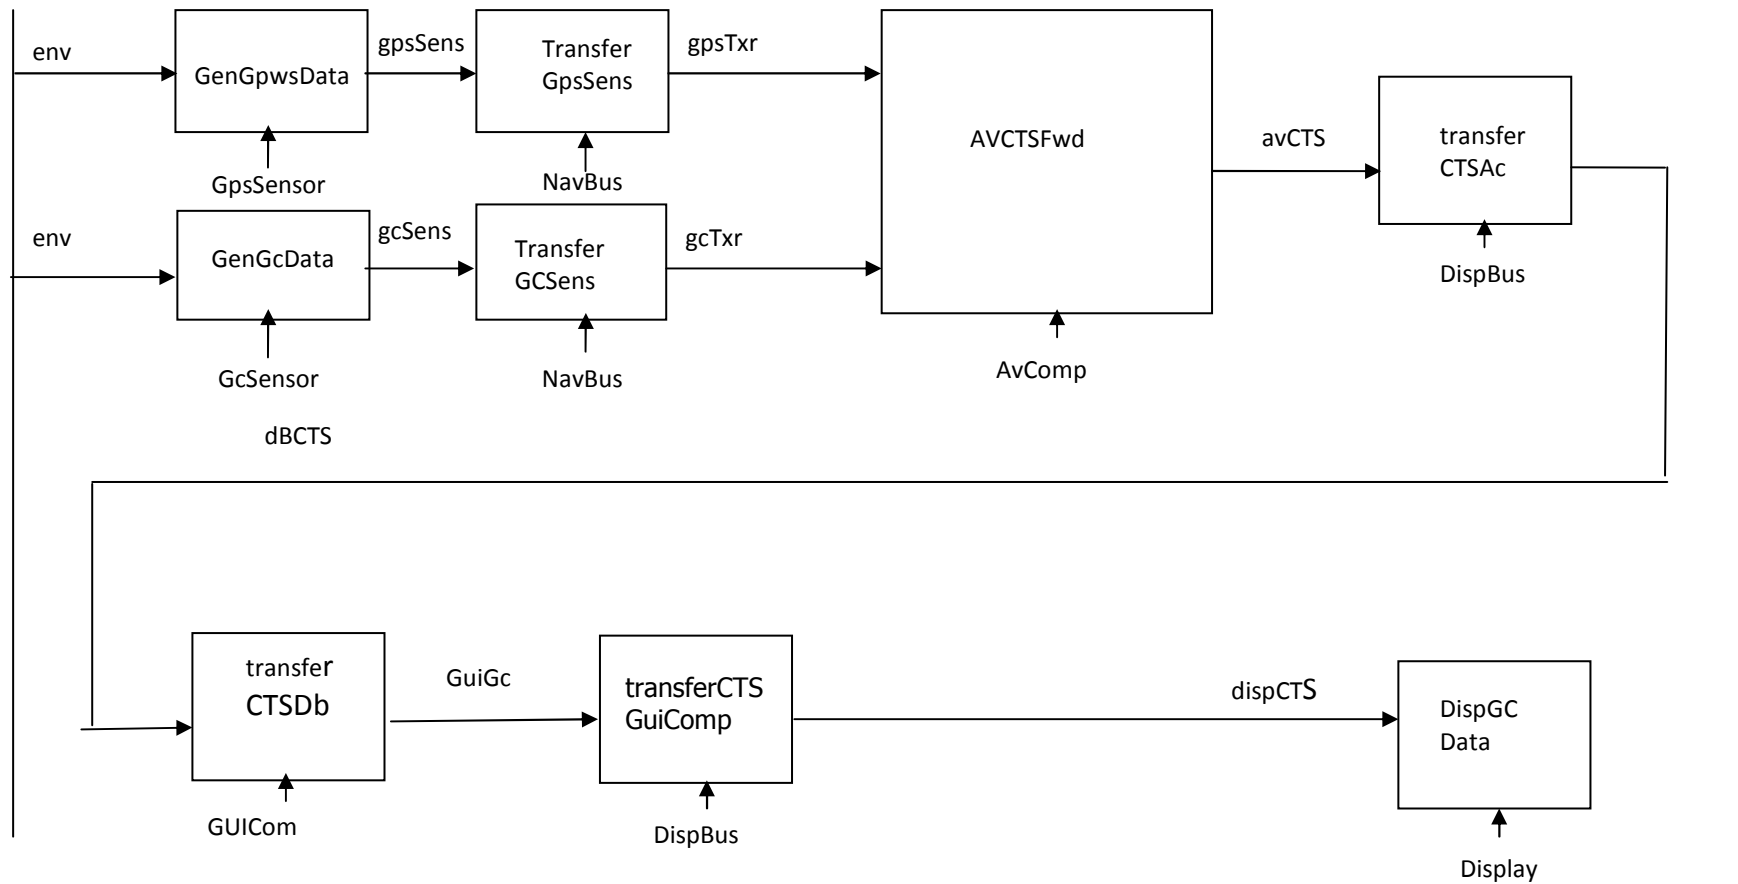 env
GenGpwsData
gpsSens
Transfer
GpsSens
gpsTxr
AVCTSFwd
avCTS
transfer
CTSAc
GpsSensor
NavBus
env
GenGcData
gcSens
Transfer
GCSens
gcTxr
DispBus
GcSensor
NavBus
AvComp
dBCTS
transfer
CTSDb
GuiGc
transferCTS
GuiComp
dispCTS
DispGC
Data
GUICom
DispBus
Display